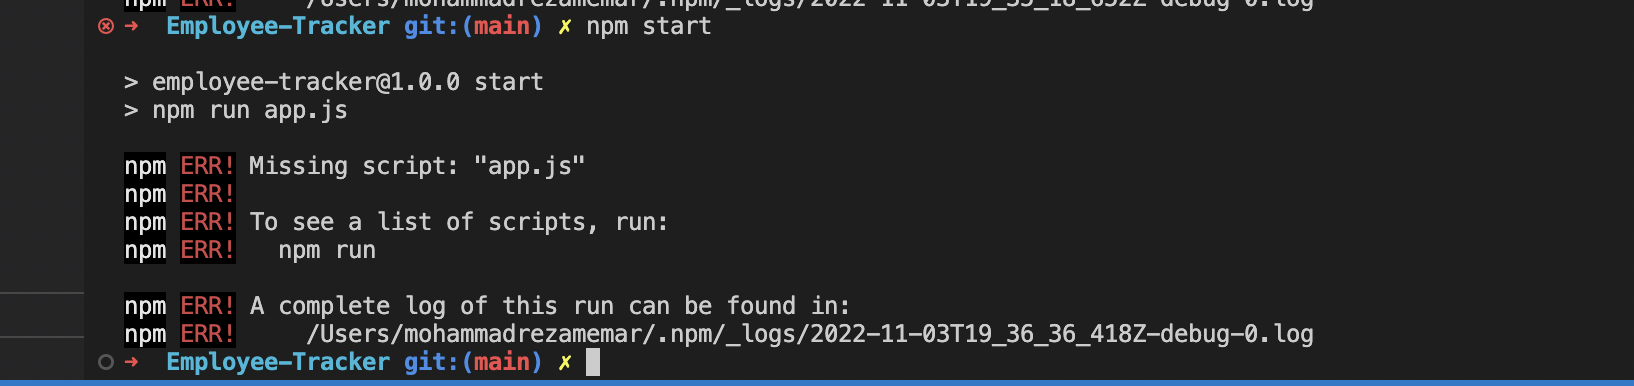 npm ERR!     /Users/mohammadrezamemar/.npm/_logs/2022-11-03T19_35_18_652Z-debug-0.log
➜  Employee-Tracker git:(main) ✗ npm start
> employee-tracker@1.0.0 start
> npm run app.js
npm ERR! Missing script: "app.js"
npm ERR!
npm ERR! To see a list of scripts, run:
npm ERR!   npm run
npm ERR! A complete log of this run can be found in:
npm ERR!     /Users/mohammadrezamemar/.npm/_logs/2022-11-03T19_36_36_418Z-debug-0.log
➜  Employee-Tracker git:(main) ✗